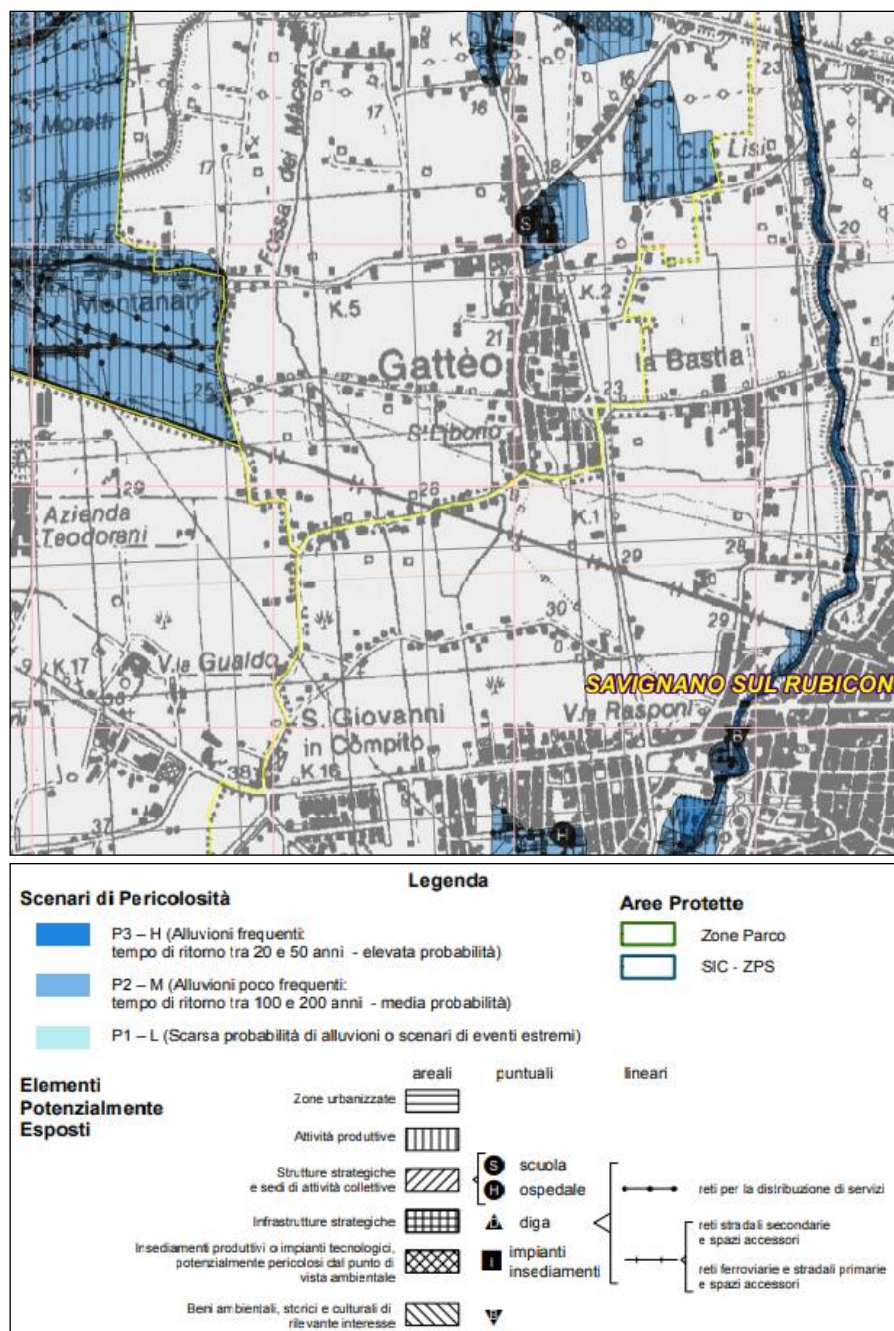 Moretti
17
17
Fossa dei
K
16
16
23
18
C.se Lisi
S
20
Montanari
K.5
K.2
21
Gattèo
la Bastia
25
23
S. Liborio
29
26
Azienda
Teodorani
K.1
29
28
30
29
V.la Gualdo
9
K.17
SAVIGNANO SUL RUBICON
S. Giovanni
in Còmpito
V.la Rasponi
B
38
K.16
37
H
Legenda
Scenari di Pericolosità
P3 – H (Alluvioni frequenti:
tempo di ritorno tra 20 e 50 anni - elevata probabilità)
P2 – M (Alluvioni poco frequenti:
tempo di ritorno tra 100 e 200 anni - media probabilità)
P1 – L (Scarsa probabilità di alluvioni o scenari di eventi estremi)
Aree Protette
Zone Parco
SIC - ZPS
Elementi
Potenzialmente
Esposti
areali puntuali lineari
Zone urbanizzate
Attività produttive
Strutture strategiche
e sedi di attività collettive
Infrastrutture strategiche
Insediamenti produttivi o impianti tecnologici,
potenzialmente pericolosi dal punto di
vista ambientale
Beni ambientali, storici e culturali di
rilevante interesse
S scuola
H ospedale
D diga
I impianti
insediamenti
B
reti per la distribuzione di servizi
reti stradali secondarie
e spazi accessori
reti ferroviarie e stradali primarie
e spazi accessori